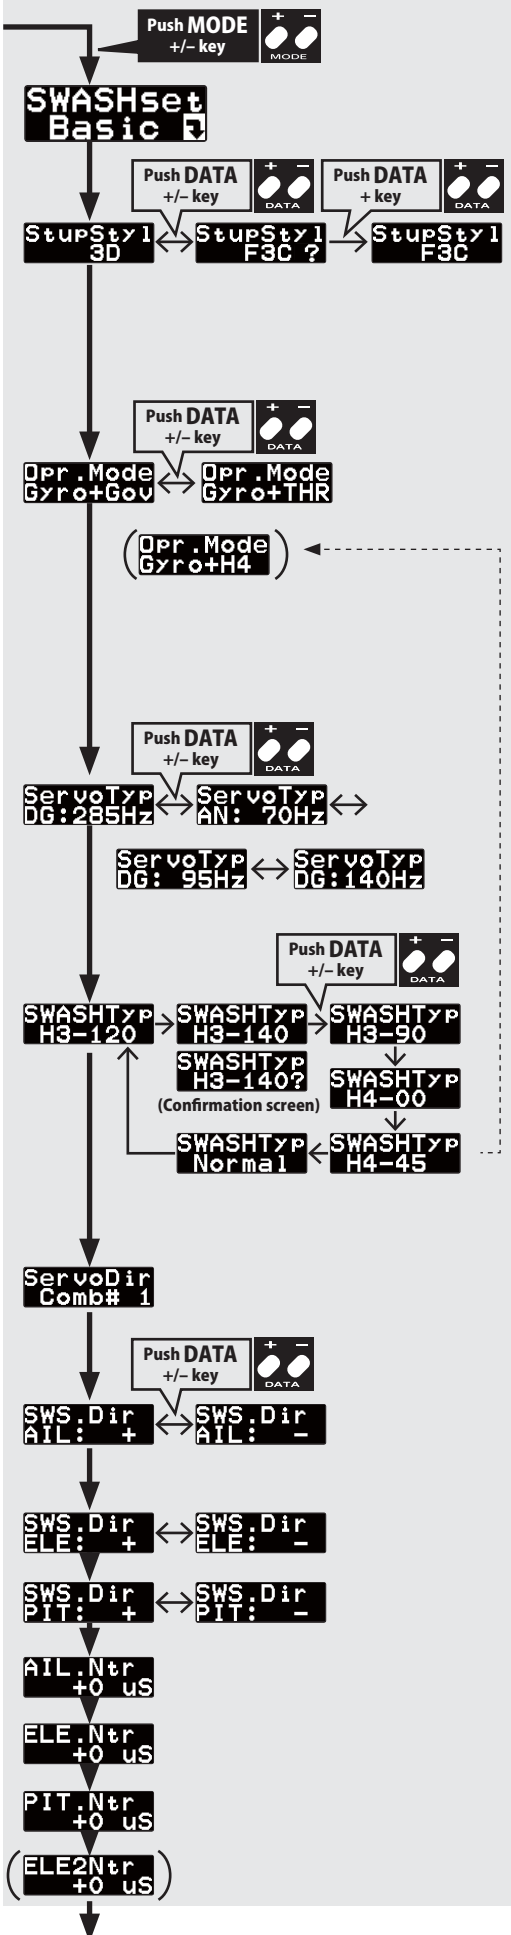 Push MODE
+/– key
+ –
MODE
SWASHset
Basic
Push DATA
+/– key
+ –
DATA
Push DATA
+ key
+ –
DATA
StupStyl
3D
StupStyl
F3C ?
StupStyl
F3C
Push DATA
+/– key
+ –
DATA
Opr.Mode
Gyro+Gov
Opr.Mode
Gyro+THR
(Opr.Mode
Gyro+H4)
Push DATA
+/– key
+ –
DATA
ServoTyp
DG:285Hz
ServoTyp
AN: 70Hz
ServoTyp
DG: 95Hz
ServoTyp
DG:140Hz
Push DATA
+/– key
+ –
DATA
SWASHTyp
H3-120
SWASHTyp
H3-140
SWASHTyp
H3-90
SWASHTyp
H3-140?
(Confirmation screen)
SWASHTyp
H4-00
SWASHTyp
Normal
SWASHTyp
H4-45
ServoDir
Comb# 1
Push DATA
+/– key
+ –
DATA
SWS.Dir
AIL: +
SWS.Dir
AIL: -
SWS.Dir
ELE: +
SWS.Dir
ELE: -
SWS.Dir
PIT: +
SWS.Dir
PIT: -
AIL.Ntr
+0 uS
ELE.Ntr
+0 uS
PIT.Ntr
+0 uS
(ELE2Ntr
+0 uS)